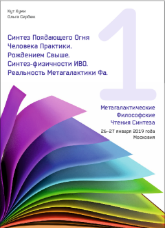 Кут Хуми
Ольга Сердюк
1
Синтез Поядающего Огня
Человека Практики.
Рождением Свыше.
Синтез-физичности ИВО.
Реальность Метагалактики Фа.
Метагалактические
Философские
Чтения Синтеза
26-27 января 2019 года
Московия